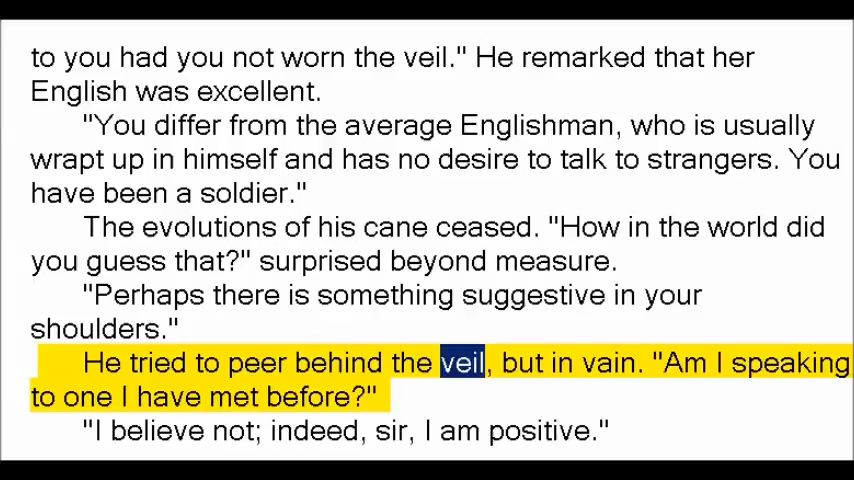 to you had you not worn the veil." He remarked that her
English was excellent.
"You differ from the average Englishman, who is usually
wrapt up in himself and has no desire to talk to strangers. You
have been a soldier."
The evolutions of his cane ceased. "How in the world did
you guess that?" surprised beyond measure.
"Perhaps there is something suggestive in your
shoulders."
He tried to peer behind the veil, but in vain. "Am I speaking
to one I have met before?"
"I believe not; indeed, sir, I am positive."